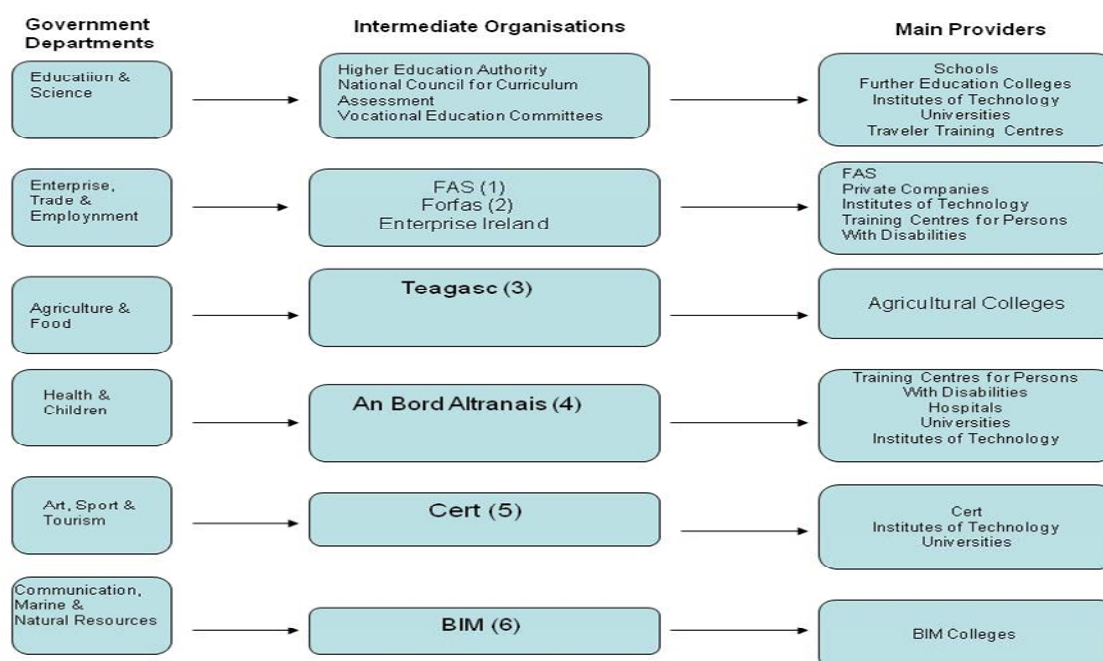 Government
Departments
Intermediate Organisations
Main Providers
Educatiion &
Science
Higher Education Authority
National Council for Curriculum
Assessment
Vocational Education Committees
Schools
Further Education Colleges
Institutes of Technology
Universities
Traveler Training Centres
Enterprise,
Trade &
Employnment
FAS (1)
Forfas (2)
Enterprise Ireland
FAS
Private Companies
Institutes of Technology
Training Centres for Persons
With Disabilities
Agriculture &
Food
Teagasc (3)
Agricultural Colleges
Health &
Children
An Bord Altranais (4)
Training Centres for Persons
With Disabilities
Hospitals
Universities
Institutes of Technology
Art, Sport &
Tourism
Cert (5)
Cert
Institutes of Technology
Universities
Communication,
Marine &
Natural Resources
BIM (6)
BIM Colleges